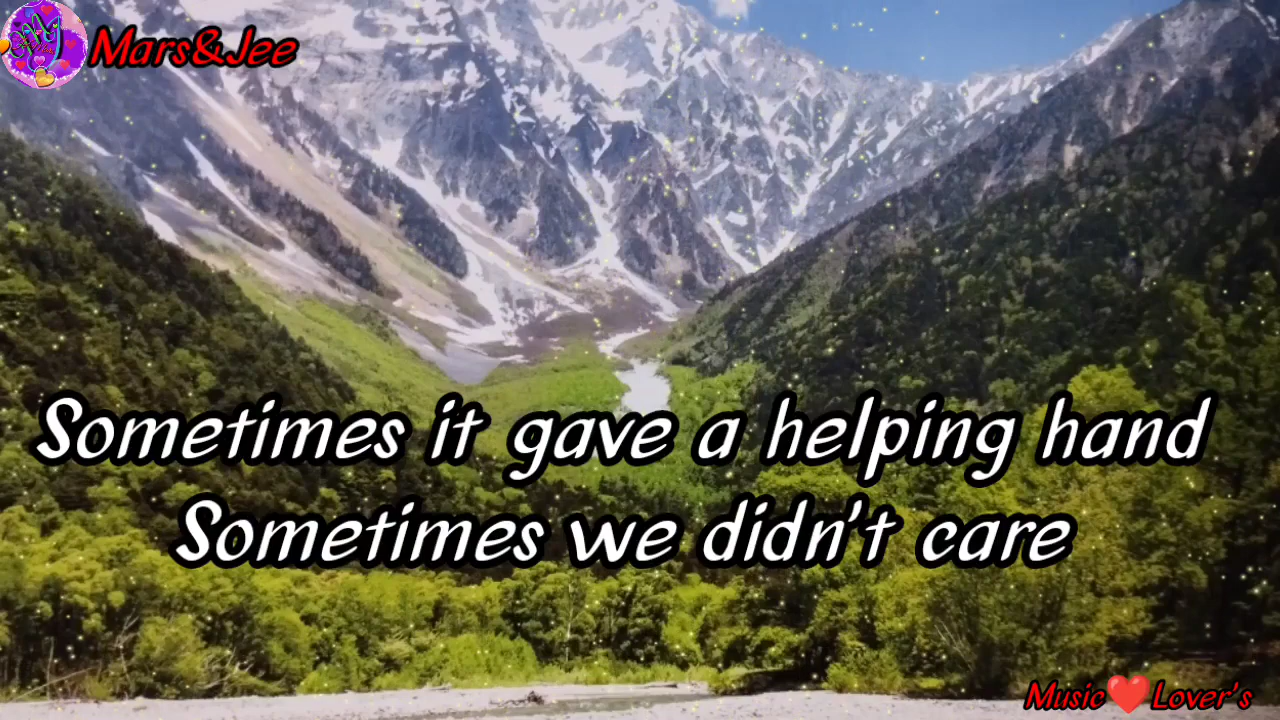 Mars&Jee
Sometimes it gave a helping hand
Sometimes we didn't care
Music❤️Lover's